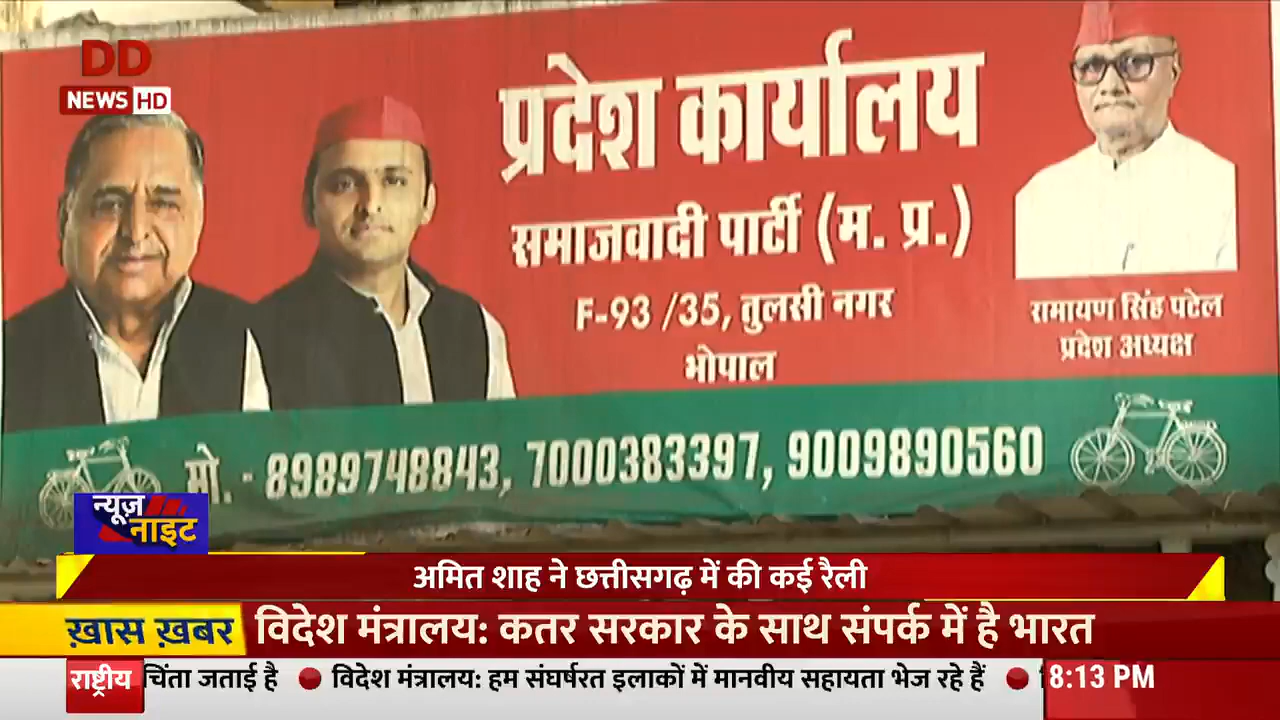 DD
NEWS HD
प्रदेश कार्यालय
समाजवादी पार्टी (म. प्र.)
F-93 /35, तुलसी नगर
भोपाल
रामायण सिंह पटेल
प्रदेश अध्यक्ष
मो. - 8989748843, 7000383397, 9009890560
न्यूज़
नाइट
अमित शाह ने छत्तीसगढ़ में की कई रैली
ख़ास ख़बर विदेश मंत्रालय: कतर सरकार के साथ संपर्क में है भारत
राष्ट्रीय चिंता जताई है ● विदेश मंत्रालय: हम संघर्षरत इलाकों में मानवीय सहायता भेज रहे हैं ● 8:13 PM